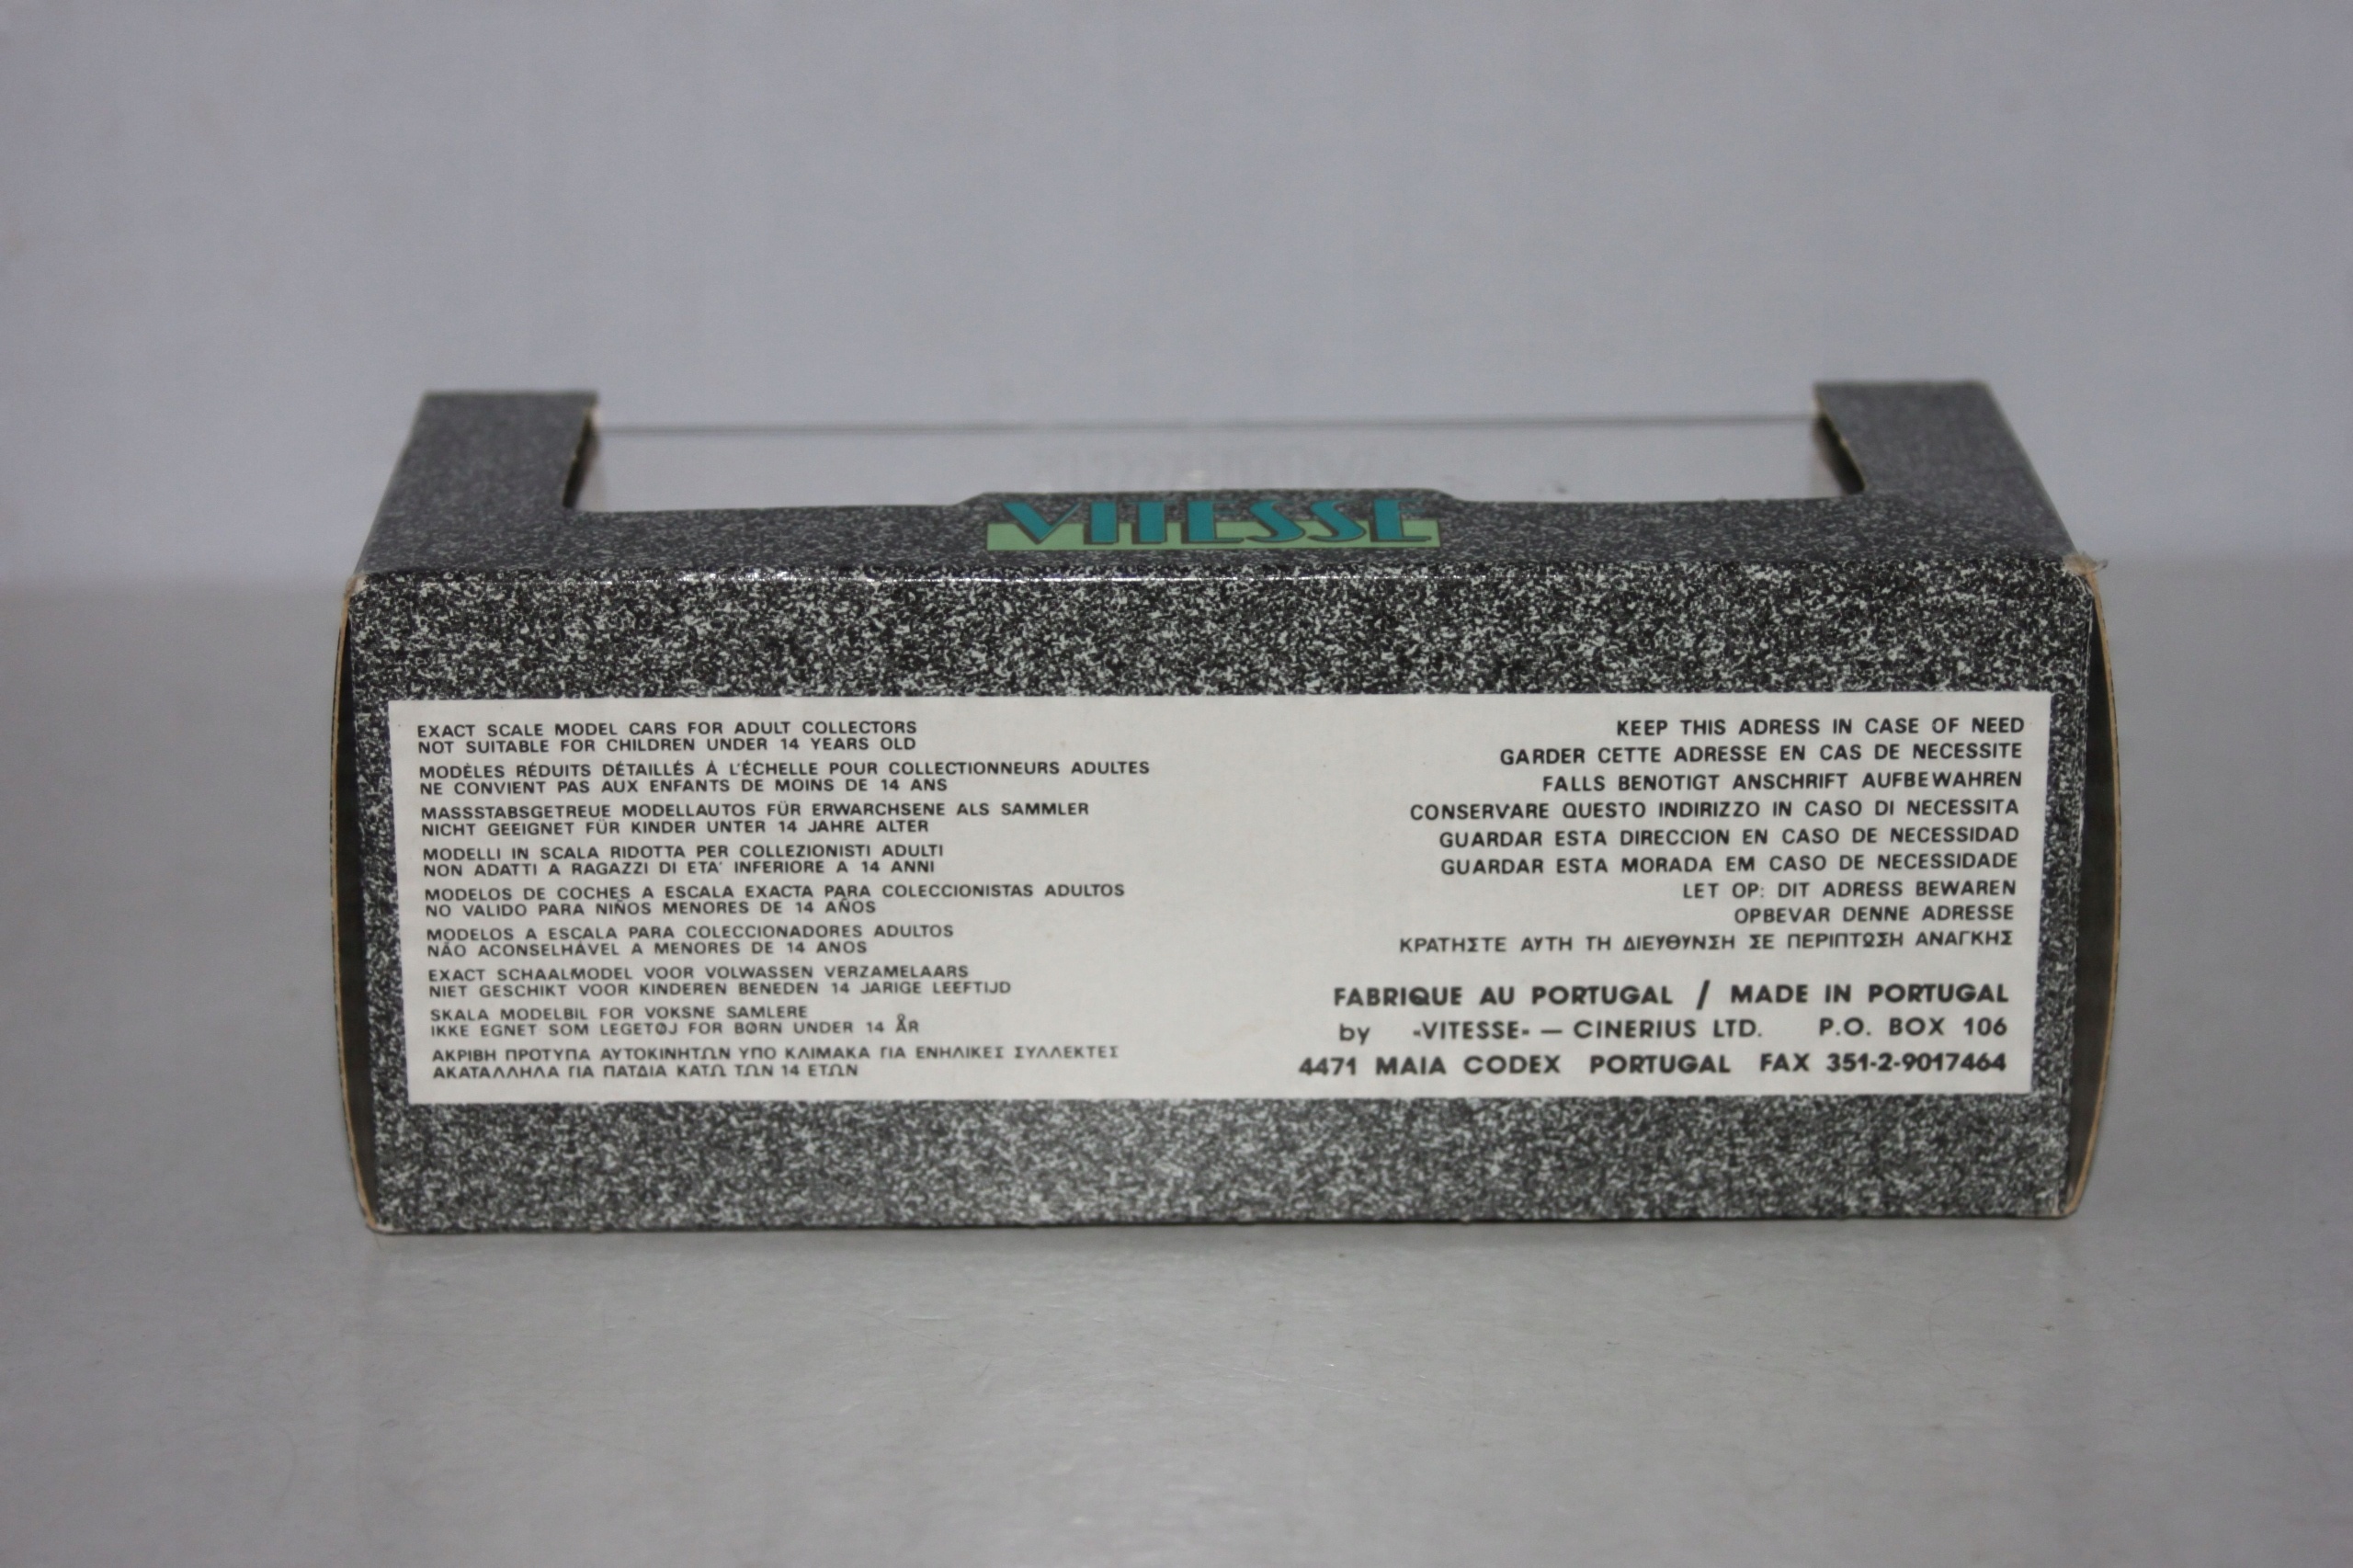 VITESSE
EXACT SCALE MODEL CARS FOR ADULT COLLECTORS
NOT SUITABLE FOR CHILDREN UNDER 14 YEARS OLD
MODÈLES RÉDUITS DÉTAILLÉS À L'ÉCHELLE POUR COLLECTIONNEURS ADULTES
NE CONVIENT PAS AUX ENFANTS DE MOINS DE 14 ANS
MASSSTABSGETREUE MODELLAUTOS FÜR ERWARCHSENE ALS SAMMLER
NICHT GEEIGNET FÜR KINDER UNTER 14 JAHRE ALTER
MODELLI IN SCALA RIDOTTA PER COLLEZIONISTI ADULTI
NON ADATTI A RAGAZZI DI ETA' INFERIORE A 14 ANNI
MODELOS DE COCHES A ESCALA EXACTA PARA COLECCIONISTAS ADULTOS
NO VALIDO PARA NIÑOS MENORES DE 14 AÑOS
MODELOS A ESCALA PARA COLECCIONADORES ADULTOS
NÃO ACONSELHÁVEL A MENORES DE 14 ANOS
EXACT SCHAALMODEL VOOR VOLWASSEN VERZAMELAARS
NIET GESCHIKT VOOR KINDEREN BENEDEN 14 JARIGE LEEFTIJD
SKALA MODELBIL FOR VOKSNE SAMLERE
IKKE EGNET SOM LEGETØJ FOR BØRN UNDER 14 ÅR
ΑΚΡΙΒΗ ΠΡΟΤΥΠΑ ΑΥΤΟΚΙΝΗΤΩΝ ΥΠΟ ΚΛΙΜΑΚΑ ΓΙΑ ΕΝΗΛΙΚΕΣ ΣΥΛΛΕΚΤΕΣ
ΑΚΑΤΑΛΛΗΛΑ ΓΙΑ ΠΑΤΔΙΑ ΚΑΤΩ ΤΩΝ 14 ΕΤΩΝ
KEEP THIS ADRESS IN CASE OF NEED
GARDER CETTE ADRESSE EN CAS DE NECESSITE
FALLS BENOTIGT ANSCHRIFT AUFBEWAHREN
CONSERVARE QUESTO INDIRIZZO IN CASO DI NECESSITA
GUARDAR ESTA DIRECCION EN CASO DE NECESSIDAD
GUARDAR ESTA MORADA EM CASO DE NECESSIDADE
LET OP: DIT ADRESS BEWAREN
OPBEVAR DENNE ADRESSE
ΚΡΑΤΗΣΤΕ ΑΥΤΗ ΤΗ ΔΙΕΥΘΥΝΣΗ ΣΕ ΠΕΡΙΠΤΩΣΗ ΑΝΑΓΚΗΣ
FABRIQUE AU PORTUGAL / MADE IN PORTUGAL
by -VITESSE- — CINERIUS LTD. P.O. BOX 106
4471 MAIA CODEX PORTUGAL FAX 351-2-9017464